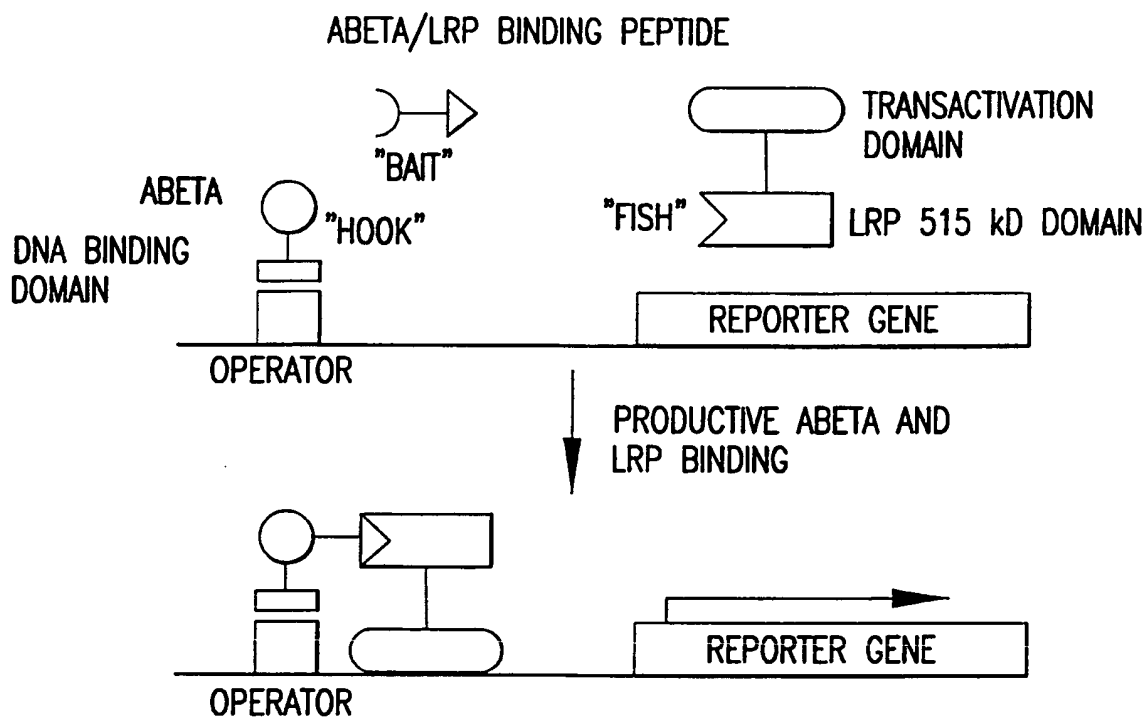 ABETA/LRP BINDING PEPTIDE
TRANSACTIVATION
DOMAIN
"BAIT"
ABETA
"HOOK"
"FISH"
LRP 515 kD DOMAIN
DNA BINDING
DOMAIN
REPORTER GENE
OPERATOR
PRODUCTIVE ABETA AND
LRP BINDING
REPORTER GENE
OPERATOR